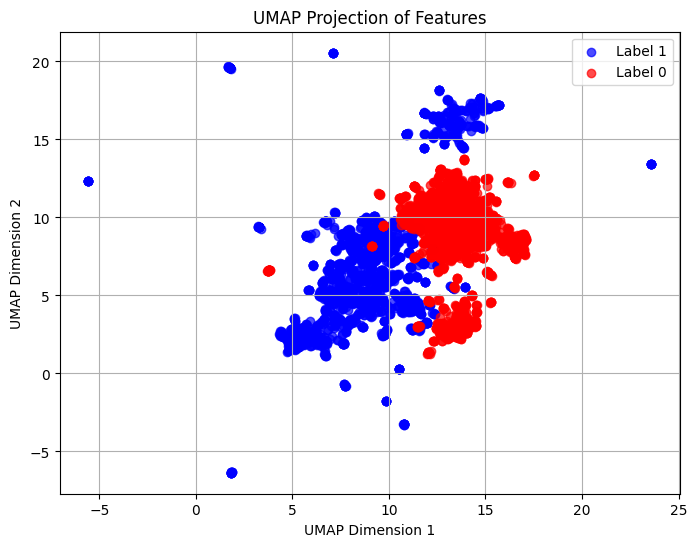 UMAP Projection of Features
Label 1
Label 0
UMAP Dimension 2
20
15
10
5
0
−5
−5
0
5
10
15
20
25
UMAP Dimension 1